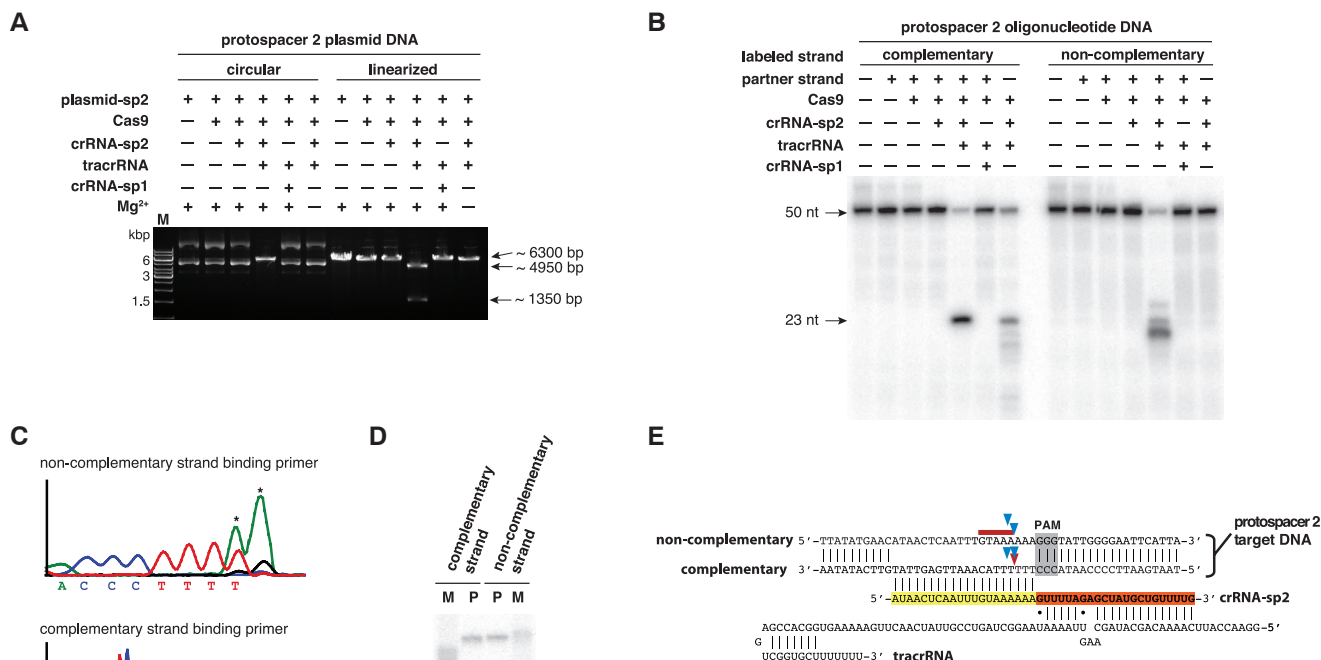 A
protospacer 2 plasmid DNA
circular linearized
plasmid-sp2 + + + + + + + + + + + +
Cas9 — + + + + + — + + + + +
crRNA-sp2 — — + + — + — — + + — +
tracrRNA — — — + + + — — — + + +
crRNA-sp1 — — — — + — — — — — + —
Mg²⁺ + + + + + — + + + + + —
M
kbp
6
3
1.5
~ 6300 bp
~ 4950 bp
~ 1350 bp
B
protospacer 2 oligonucleotide DNA
labeled strand complementary non-complementary
partner strand — + + + + + — — + + + + + —
Cas9 — — + + + + + — — + + + + +
crRNA-sp2 — — — + + — + — — — + + — +
tracrRNA — — — — + + + — — — — + + +
crRNA-sp1 — — — — — + — — — — — — + —
50 nt
23 nt
C
non-complementary strand binding primer
* *
A C C C T T T T
complementary strand binding primer
D
complementary strand
non-complementary strand
M P P M
E
PAM
non-complementary 5'-TTATATGAACATAACTCAATTTGTAAAAAAGGGTATTGGGGAATTCATTA-3'
complementary 3'-AATATACTTGTATTGAGTTAAACATTTTTTCCCATAACCCCTTAAGTAAT-5'
protospacer 2
target DNA
5'-AUAACUCAAUUUGUAAAAAAGUUUUAGAGCUAUGCUGUUUUG-3' crRNA-sp2
AGCCACGGUGAAAAAGUUCAACUAUUGCCUGAUCGGAAUAAAAUU CGAUACGACAAAACUUACCAAGG-5'
G GAA
UCGGUGCUUUUUUU-3' tracrRNA